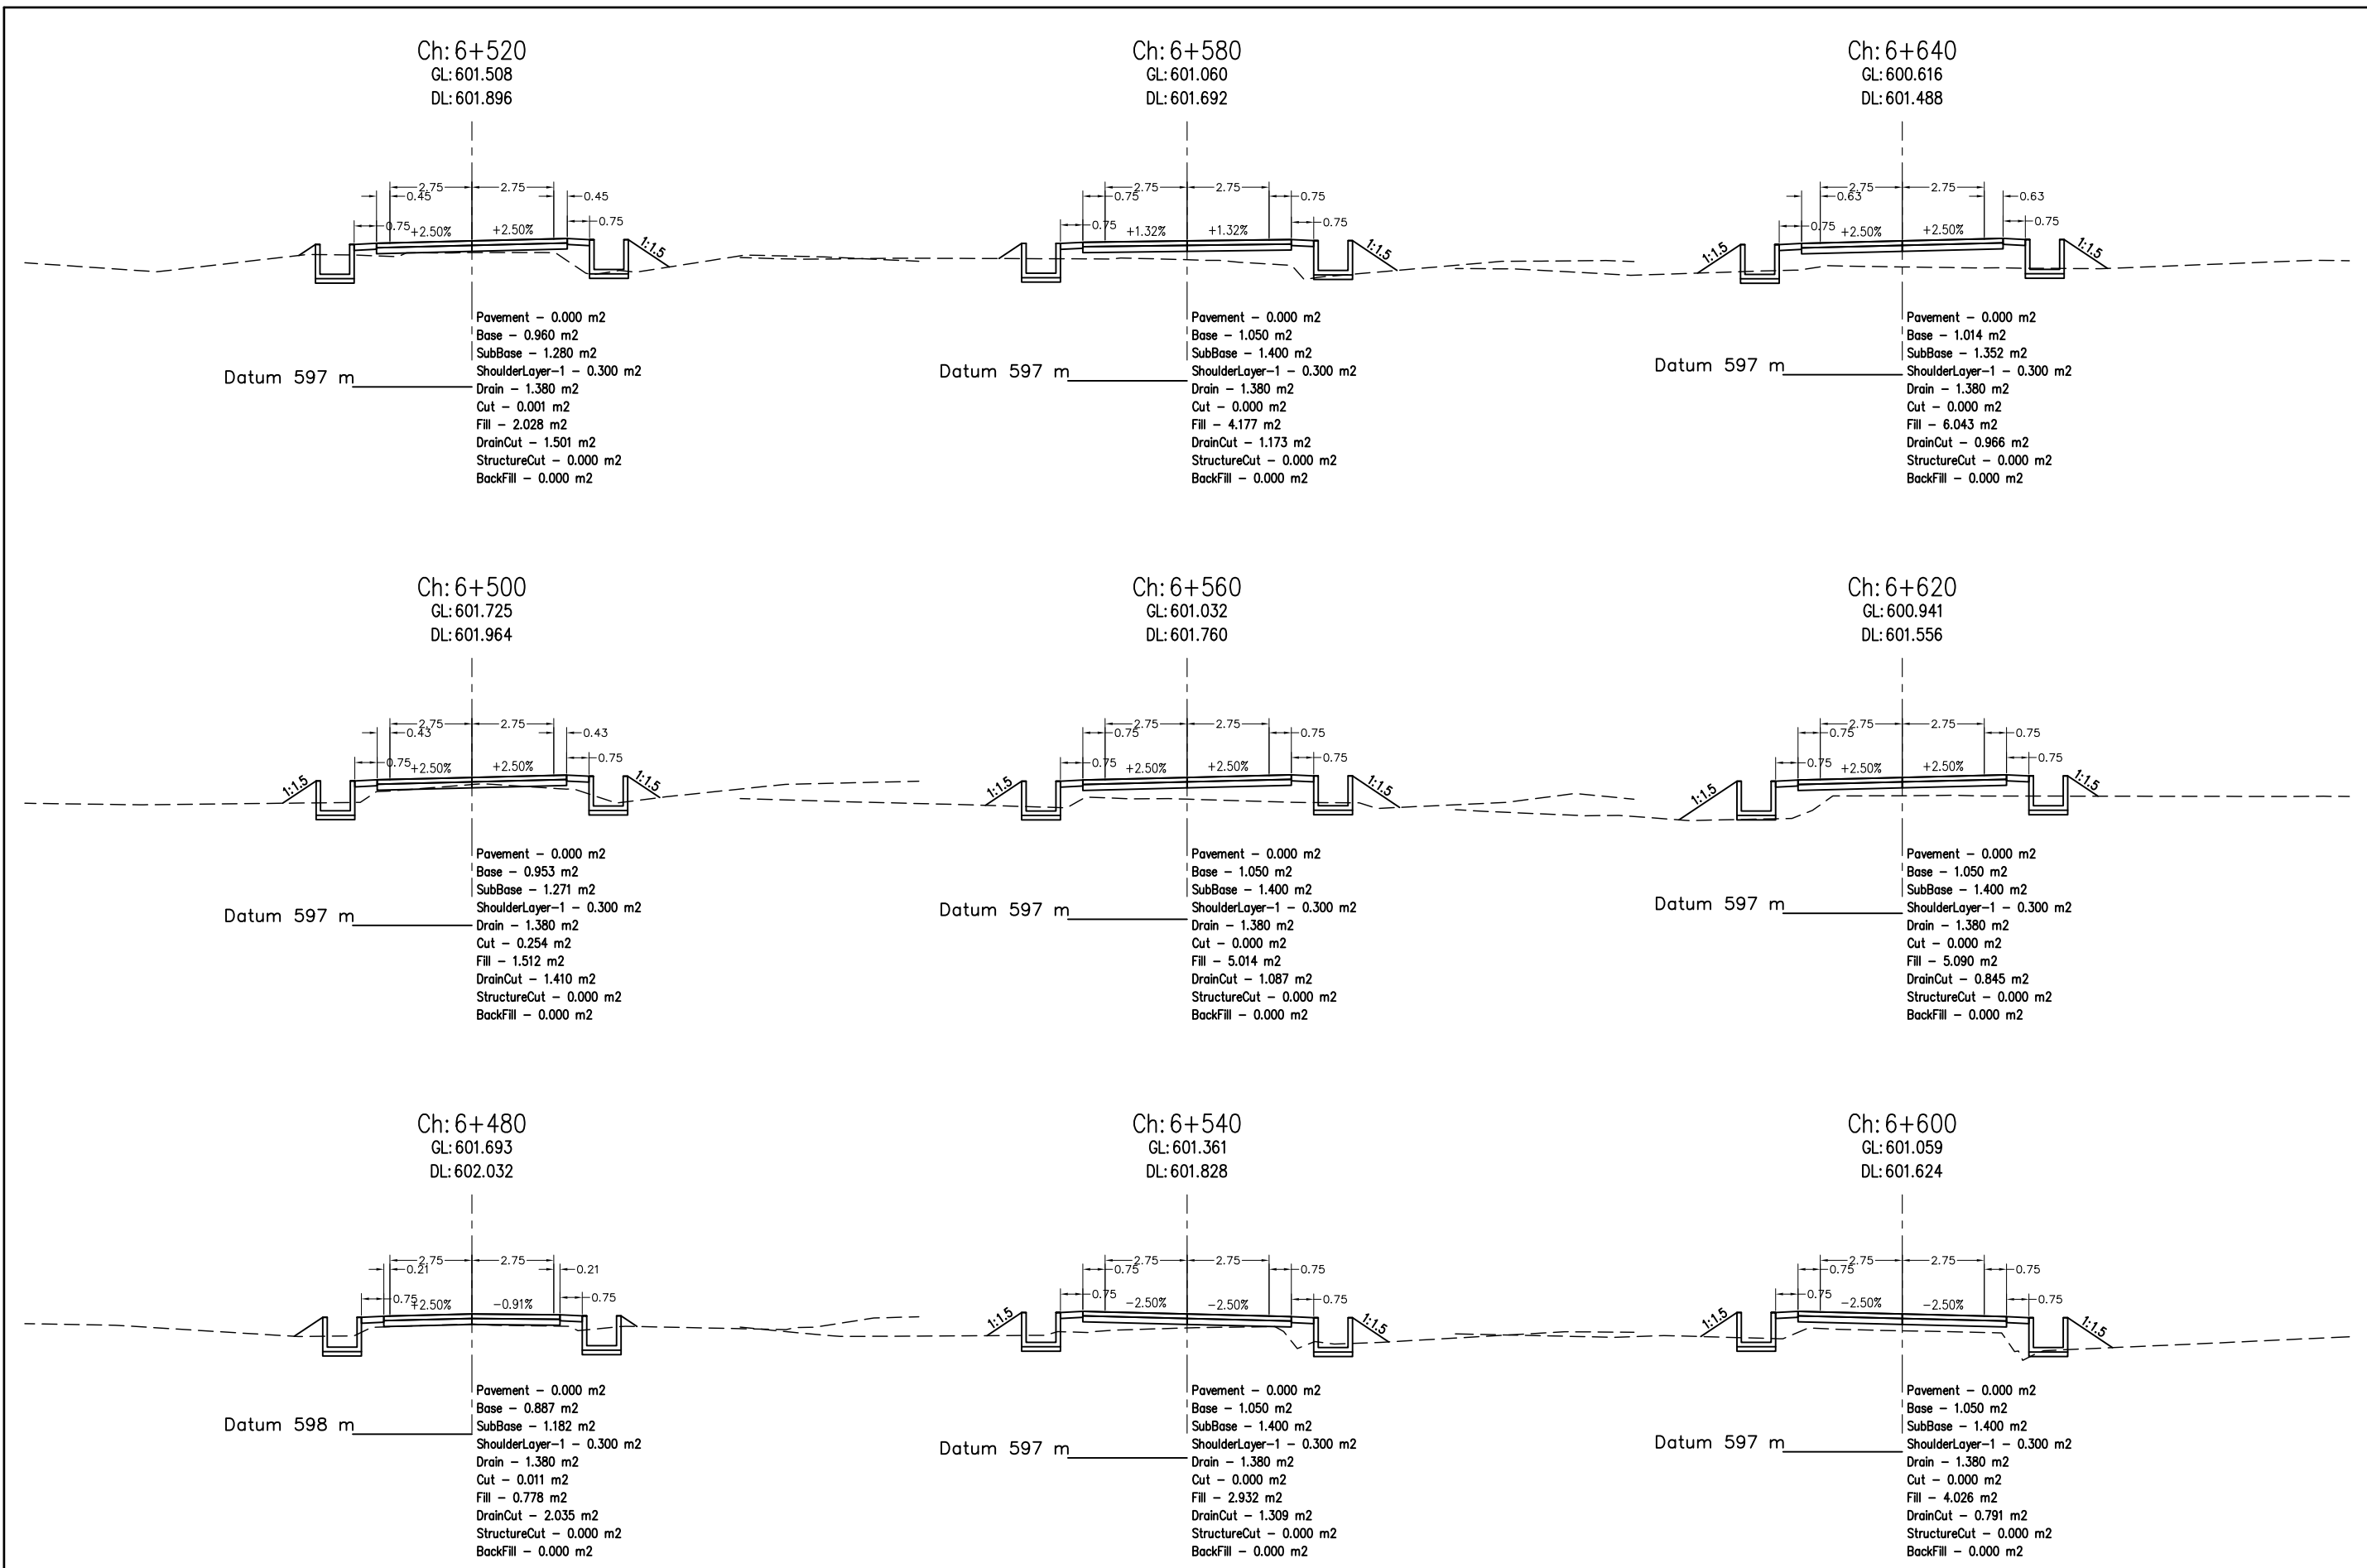 Ch: 6+520
GL: 601.508
DL: 601.896
2.75
2.75
0.45
0.45
0.75
0.75
+2.50%
+2.50%
1:1.5
Pavement - 0.000 m2
Base - 0.960 m2
SubBase - 1.280 m2
ShoulderLayer-1 - 0.300 m2
Datum 597 m
Drain - 1.380 m2
Cut - 0.001 m2
Fill - 2.028 m2
DrainCut - 1.501 m2
StructureCut - 0.000 m2
BackFill - 0.000 m2
Ch: 6+580
GL: 601.060
DL: 601.692
2.75
2.75
0.75
0.75
0.75
0.75
+1.32%
+1.32%
1:1.5
Pavement - 0.000 m2
Base - 1.050 m2
SubBase - 1.400 m2
ShoulderLayer-1 - 0.300 m2
Datum 597 m
Drain - 1.380 m2
Cut - 0.000 m2
Fill - 4.177 m2
DrainCut - 1.173 m2
StructureCut - 0.000 m2
BackFill - 0.000 m2
Ch: 6+640
GL: 600.616
DL: 601.488
2.75
2.75
0.63
0.63
0.75
0.75
+2.50%
+2.50%
1:1.5
1:1.5
Pavement - 0.000 m2
Base - 1.014 m2
SubBase - 1.352 m2
Datum 597 m
ShoulderLayer-1 - 0.300 m2
Drain - 1.380 m2
Cut - 0.000 m2
Fill - 6.043 m2
DrainCut - 0.966 m2
StructureCut - 0.000 m2
BackFill - 0.000 m2
Ch: 6+500
GL: 601.725
DL: 601.964
2.75
2.75
0.43
0.43
0.75
0.75
+2.50%
+2.50%
1:1.5
1:1.5
Pavement - 0.000 m2
Base - 0.953 m2
SubBase - 1.271 m2
ShoulderLayer-1 - 0.300 m2
Datum 597 m
Drain - 1.380 m2
Cut - 0.254 m2
Fill - 1.512 m2
DrainCut - 1.410 m2
StructureCut - 0.000 m2
BackFill - 0.000 m2
Ch: 6+560
GL: 601.032
DL: 601.760
2.75
2.75
0.75
0.75
0.75
0.75
+2.50%
+2.50%
1:1.5
1:1.5
Pavement - 0.000 m2
Base - 1.050 m2
SubBase - 1.400 m2
ShoulderLayer-1 - 0.300 m2
Datum 597 m
Drain - 1.380 m2
Cut - 0.000 m2
Fill - 5.014 m2
DrainCut - 1.087 m2
StructureCut - 0.000 m2
BackFill - 0.000 m2
Ch: 6+620
GL: 600.941
DL: 601.556
2.75
2.75
0.75
0.75
0.75
0.75
+2.50%
+2.50%
1:1.5
1:1.5
Pavement - 0.000 m2
Base - 1.050 m2
SubBase - 1.400 m2
Datum 597 m
ShoulderLayer-1 - 0.300 m2
Drain - 1.380 m2
Cut - 0.000 m2
Fill - 5.090 m2
DrainCut - 0.845 m2
StructureCut - 0.000 m2
BackFill - 0.000 m2
Ch: 6+480
GL: 601.693
DL: 602.032
2.75
2.75
0.21
0.21
0.75
0.75
+2.50%
-0.91%
Pavement - 0.000 m2
Base - 0.887 m2
Datum 598 m
SubBase - 1.182 m2
ShoulderLayer-1 - 0.300 m2
Drain - 1.380 m2
Cut - 0.011 m2
Fill - 0.778 m2
DrainCut - 2.035 m2
StructureCut - 0.000 m2
BackFill - 0.000 m2
Ch: 6+540
GL: 601.361
DL: 601.828
2.75
2.75
0.75
0.75
0.75
0.75
-2.50%
-2.50%
1:1.5
1:1.5
Pavement - 0.000 m2
Base - 1.050 m2
SubBase - 1.400 m2
ShoulderLayer-1 - 0.300 m2
Datum 597 m
Drain - 1.380 m2
Cut - 0.000 m2
Fill - 2.932 m2
DrainCut - 1.309 m2
StructureCut - 0.000 m2
BackFill - 0.000 m2
Ch: 6+600
GL: 601.059
DL: 601.624
2.75
2.75
0.75
0.75
0.75
0.75
-2.50%
-2.50%
1:1.5
1:1.5
Pavement - 0.000 m2
Base - 1.050 m2
SubBase - 1.400 m2
Datum 597 m
ShoulderLayer-1 - 0.300 m2
Drain - 1.380 m2
Cut - 0.000 m2
Fill - 4.026 m2
DrainCut - 0.791 m2
StructureCut - 0.000 m2
BackFill - 0.000 m2